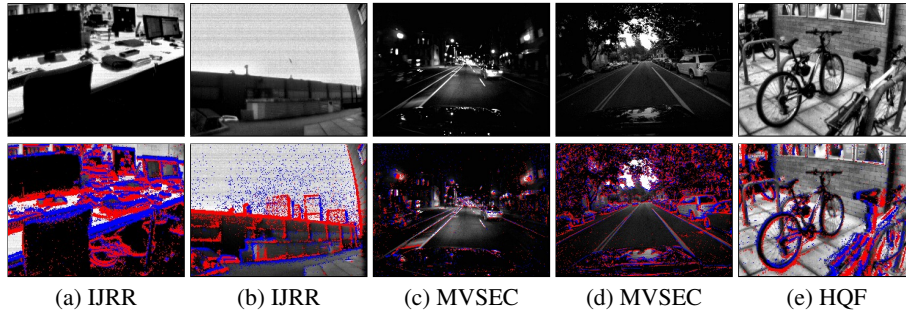 (a) IJRR
(b) IJRR
(c) MVSEC
(d) MVSEC
(e) HQF